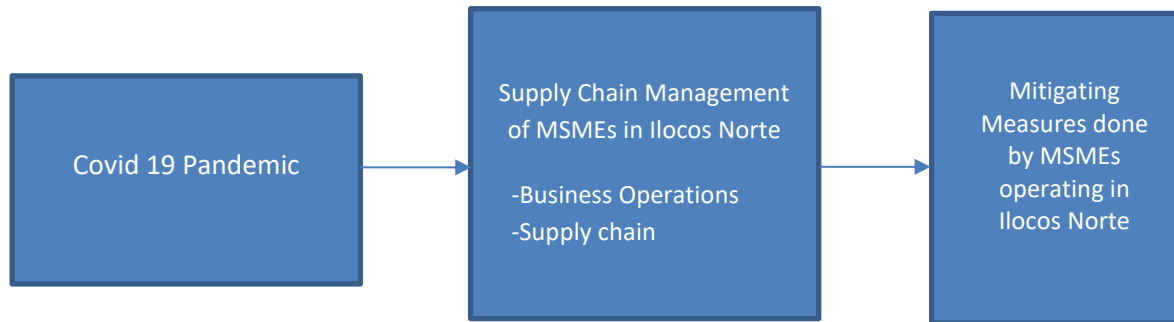 Covid 19 Pandemic
Supply Chain Management
of MSMEs in Ilocos Norte
-Business Operations
-Supply chain
Mitigating
Measures done
by MSMEs
operating in
Ilocos Norte